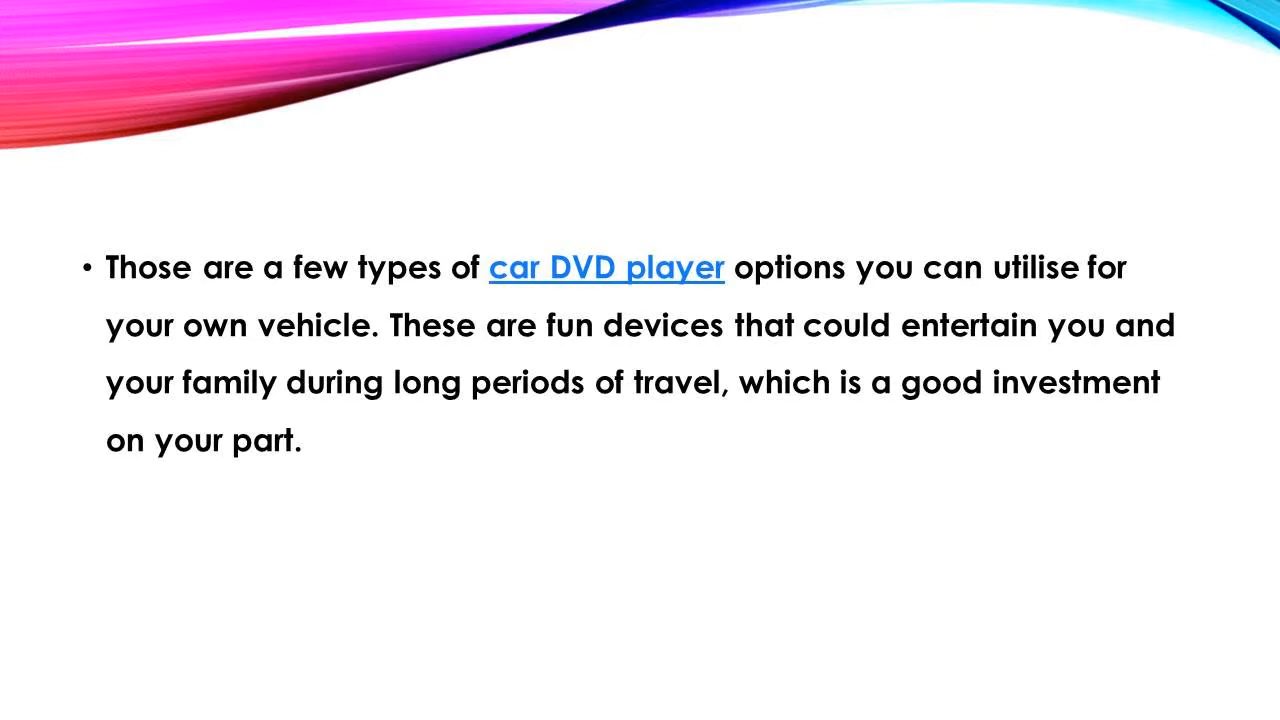 • Those are a few types of car DVD player options you can utilise for
your own vehicle. These are fun devices that could entertain you and
your family during long periods of travel, which is a good investment
on your part.